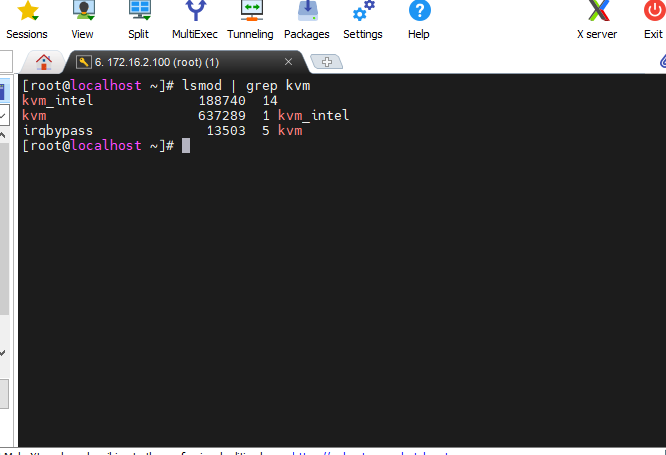 Sessions View Split MultiExec Tunneling Packages Settings Help X server Exit
6. 172.16.2.100 (root) (1)
[root@localhost ~]# lsmod | grep kvm
kvm_intel 188740 14
kvm 637289 1 kvm_intel
irqbypass 13503 5 kvm
[root@localhost ~]#